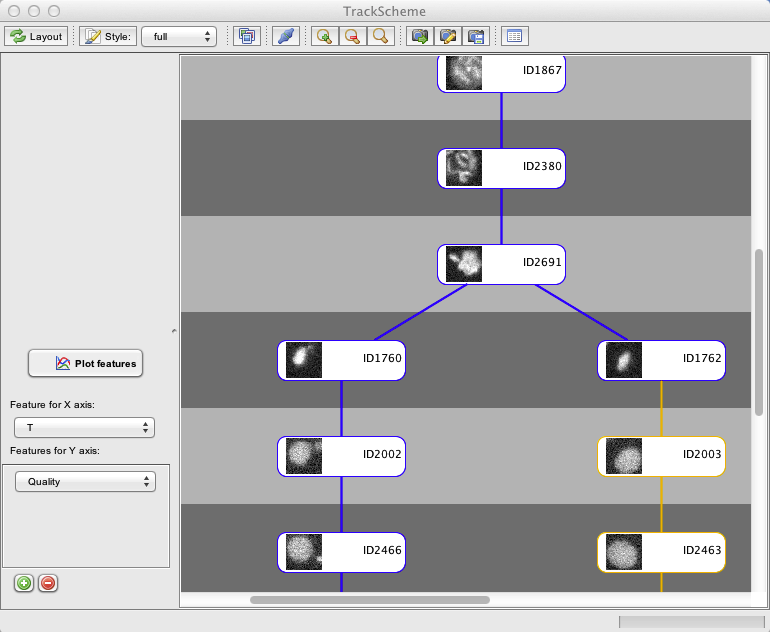 TrackScheme
Layout
Style:
full
ID1867
ID2380
ID2691
ID1760
ID1762
Plot features
Feature for X axis:
T
Features for Y axis:
ID2002
ID2003
Quality
ID2466
ID2463